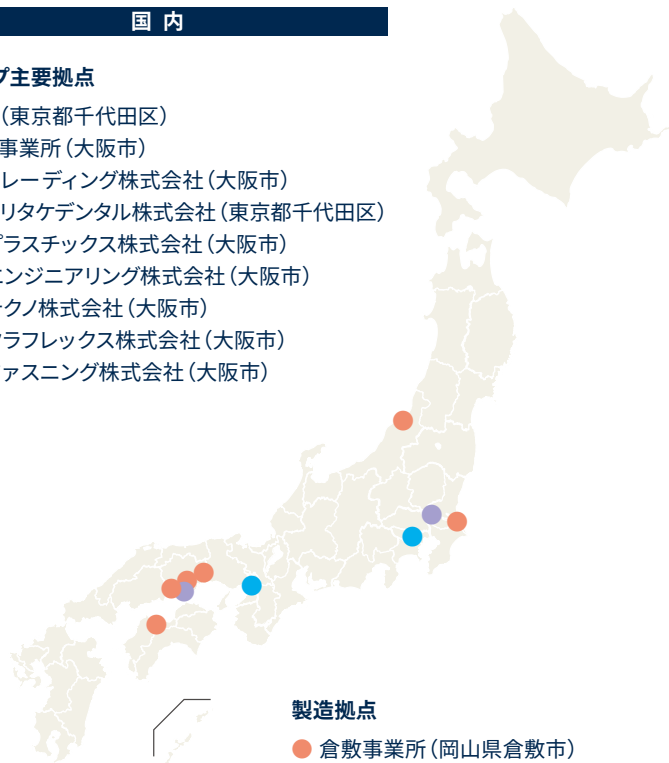 国内
プ主要拠点
（東京都千代田区）
事業所（大阪市）
レーディング株式会社（大阪市）
リタケデンタル株式会社（東京都千代田区）
プラスチックス株式会社（大阪市）
エンジニアリング株式会社（大阪市）
テクノ株式会社（大阪市）
クラフレックス株式会社（大阪市）
ァスニング株式会社（大阪市）
製造拠点
倉敷事業所（岡山県倉敷市）